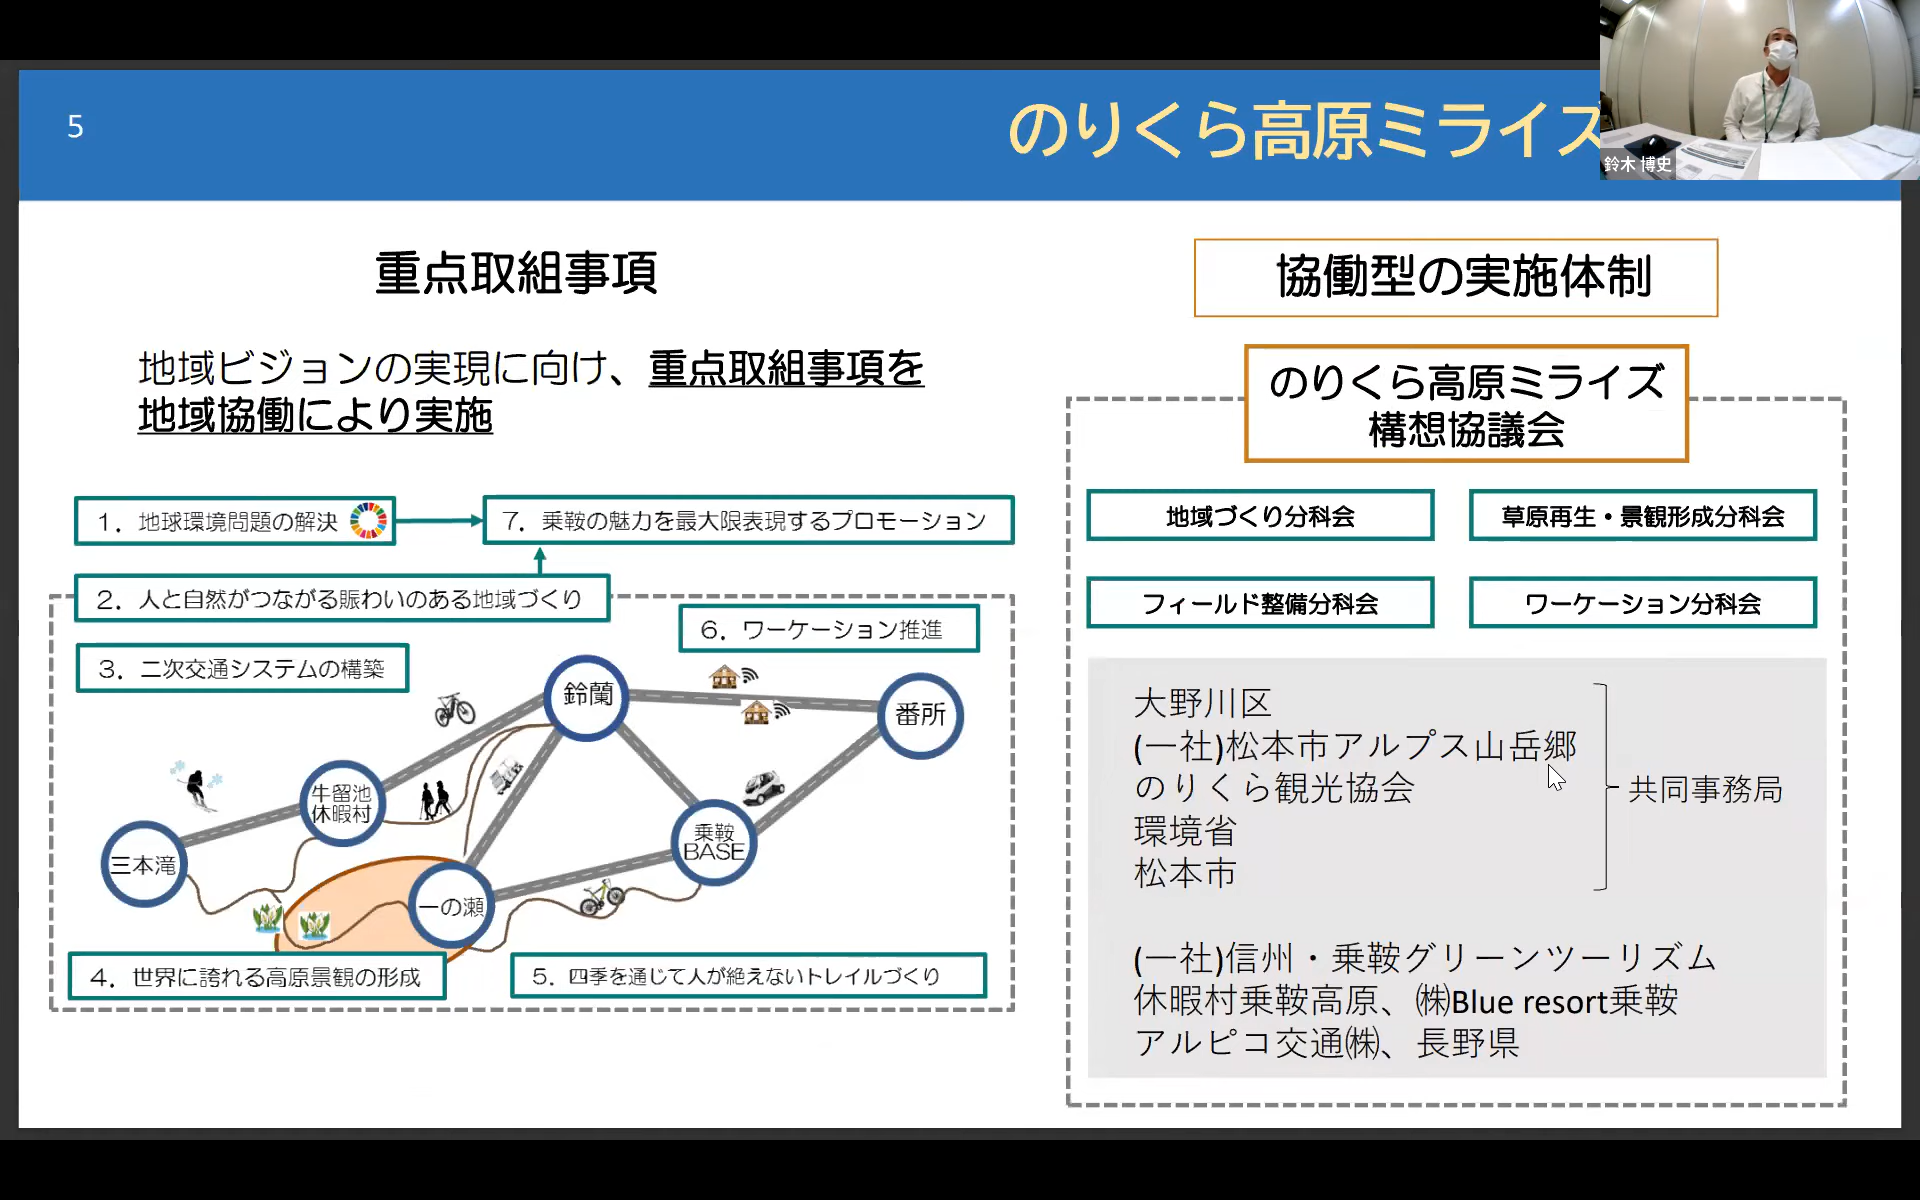 5
のりくら高原ミライズ
鈴木 博史
重点取組事項
地域ビジョンの実現に向け、重点取組事項を
地域協働により実施
1．地球環境問題の解決
7．乗鞍の魅力を最大限表現するプロモーション
2．人と自然がつながる賑わいのある地域づくり
6．ワーケーション推進
3．二次交通システムの構築
鈴蘭
番所
牛留池
休暇村
乗鞍
BASE
三本滝
一の瀬
4．世界に誇れる高原景観の形成
5．四季を通じて人が絶えないトレイルづくり
協働型の実施体制
のりくら高原ミライズ
構想協議会
地域づくり分科会
草原再生・景観形成分科会
フィールド整備分科会
ワーケーション分科会
大野川区
(一社)松本市アルプス山岳郷
のりくら観光協会
環境省
松本市
共同事務局
(一社)信州・乗鞍グリーンツーリズム
休暇村乗鞍高原、㈱Blue resort乗鞍
アルピコ交通㈱、長野県